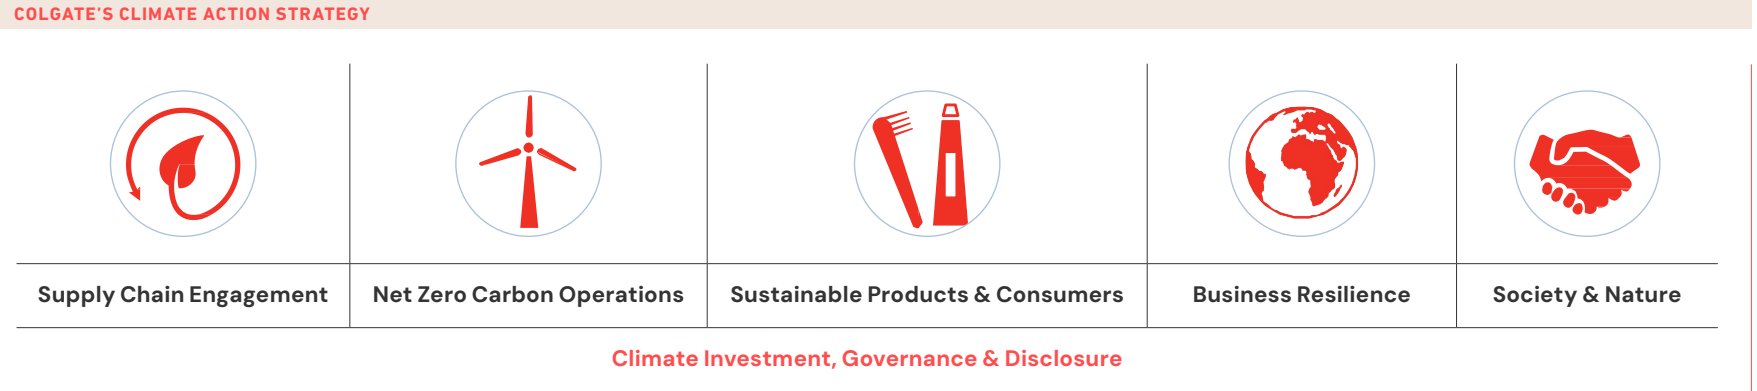 COLGATE'S CLIMATE ACTION STRATEGY
Supply Chain Engagement
Net Zero Carbon Operations
Sustainable Products & Consumers
Business Resilience
Society & Nature
Climate Investment, Governance & Disclosure